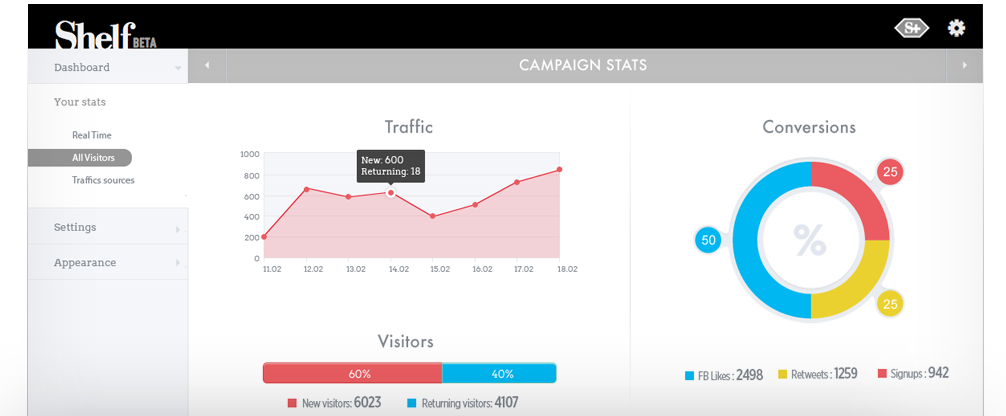 Shelf BETA
S+
CAMPAIGN STATS
Dashboard
Your stats
Real Time
All Visitors
Traffics sources
Settings
Appearance
Traffic
1000
800
600
400
200
0
New: 600
Returning: 18
11.02 12.02 13.02 14.02 15.02 16.02 17.02 18.02
Visitors
60% 40%
New visitors: 6023 Returning visitors: 4107
Conversions
25
50
%
25
FB Likes : 2498 Retweets : 1259 Signups : 942